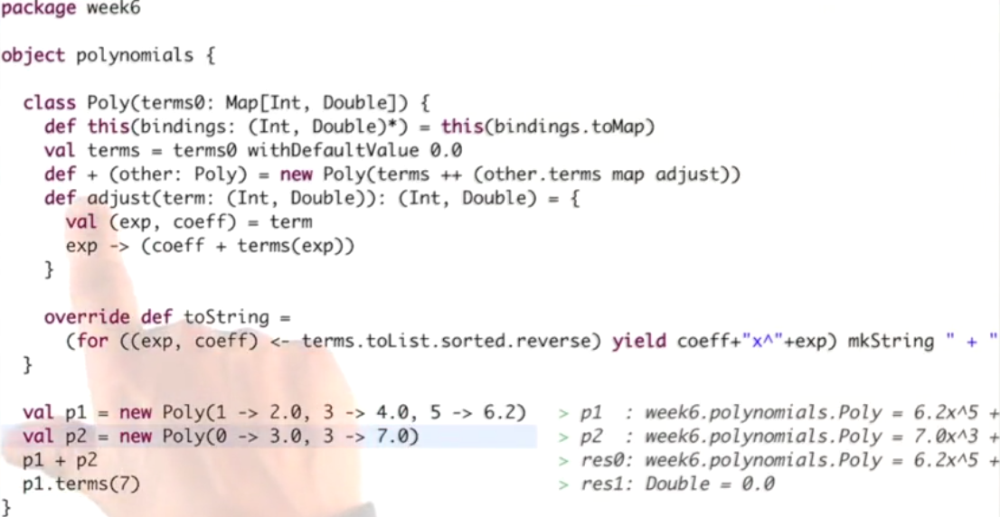 package week6
object polynomials {
class Poly(terms0: Map[Int, Double]) {
def this(bindings: (Int, Double)*) = this(bindings.toMap)
val terms = terms0 withDefaultValue 0.0
def + (other: Poly) = new Poly(terms ++ (other.terms map adjust))
def adjust(term: (Int, Double)): (Int, Double) = {
val (exp, coeff) = term
exp -> (coeff + terms(exp))
}
override def toString =
(for ((exp, coeff) <- terms.toList.sorted.reverse) yield coeff+"x^"+exp) mkString " + "
}
val p1 = new Poly(1 -> 2.0, 3 -> 4.0, 5 -> 6.2) > p1 : week6.polynomials.Poly = 6.2x^5 +
val p2 = new Poly(0 -> 3.0, 3 -> 7.0) > p2 : week6.polynomials.Poly = 7.0x^3 +
p1 + p2 > res0: week6.polynomials.Poly = 6.2x^5 +
p1.terms(7) > res1: Double = 0.0
}